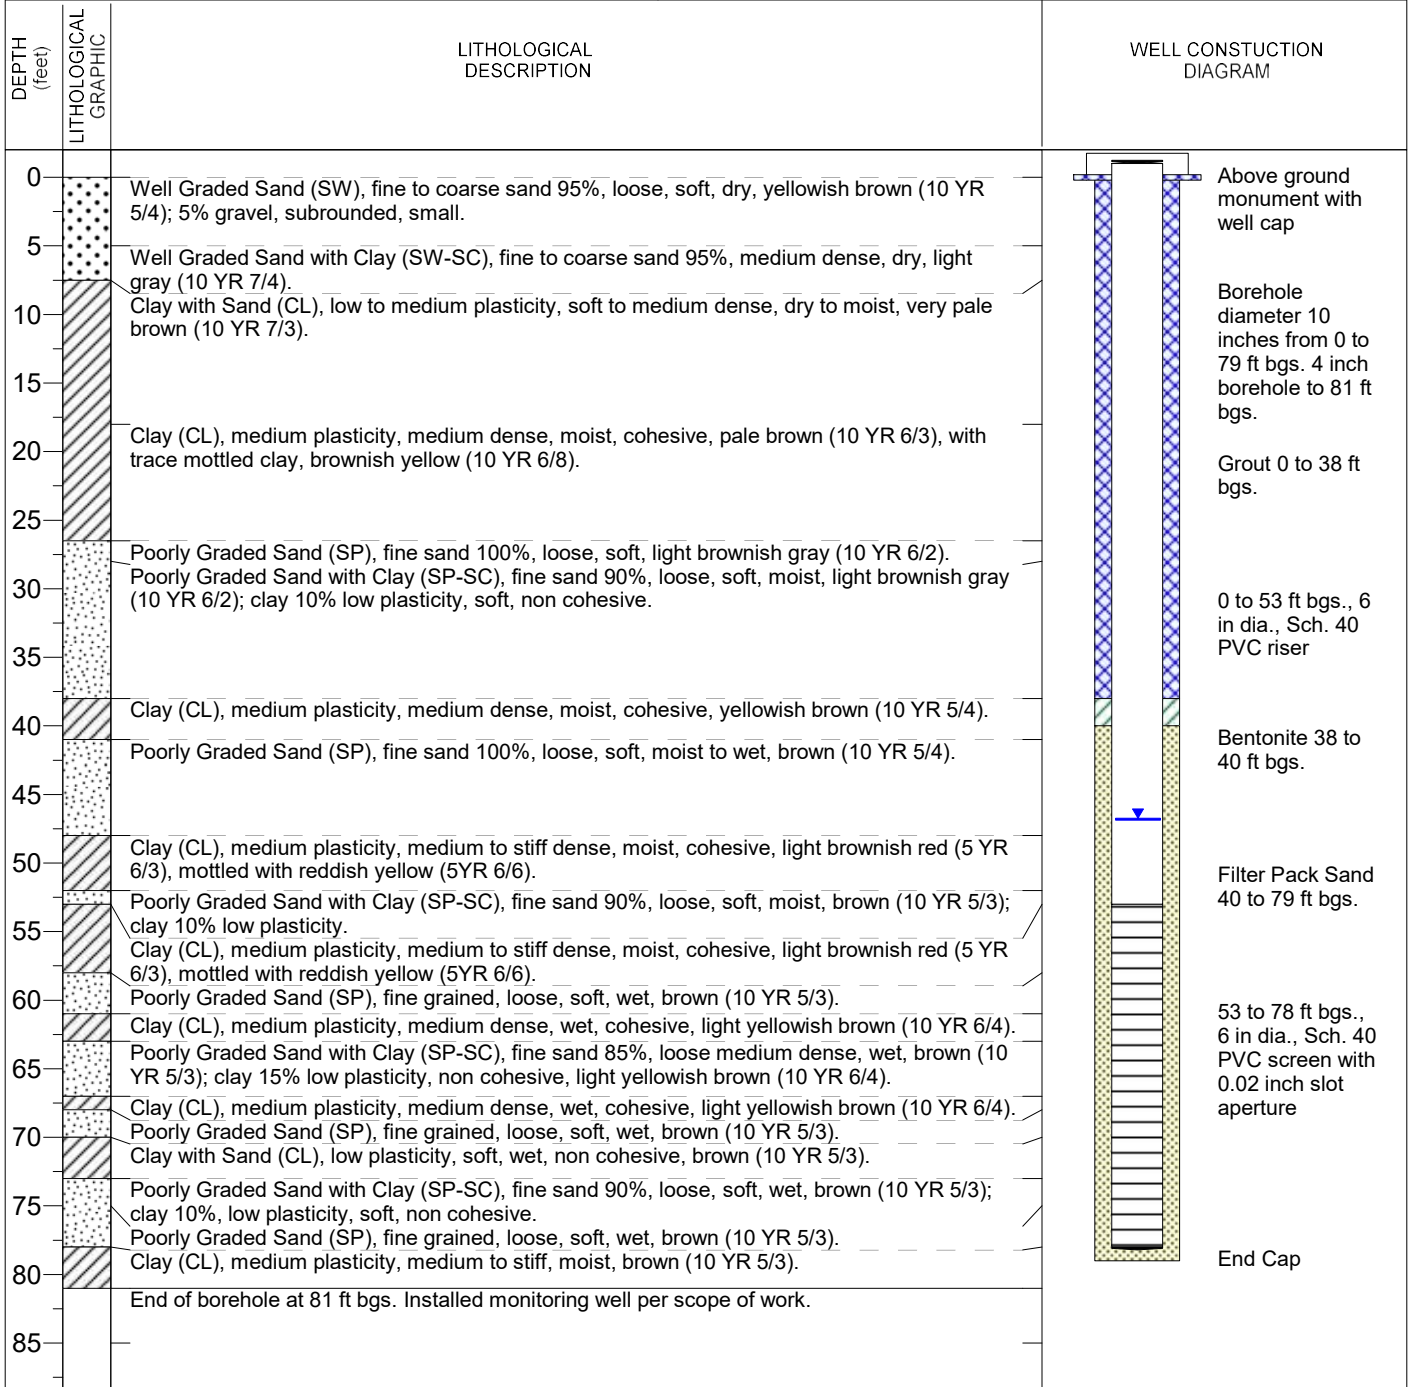 DEPTH
(feet)
LITHOLOGICAL
GRAPHIC
LITHOLOGICAL
DESCRIPTION
WELL CONSTUCTION
DIAGRAM
0
5
10
15
20
25
30
35
40
45
50
55
60
65
70
75
80
85
Well Graded Sand (SW), fine to coarse sand 95%, loose, soft, dry, yellowish brown (10 YR
5/4); 5% gravel, subrounded, small.
Well Graded Sand with Clay (SW-SC), fine to coarse sand 95%, medium dense, dry, light
gray (10 YR 7/4).
Clay with Sand (CL), low to medium plasticity, soft to medium dense, dry to moist, very pale
brown (10 YR 7/3).
Clay (CL), medium plasticity, medium dense, moist, cohesive, pale brown (10 YR 6/3), with
trace mottled clay, brownish yellow (10 YR 6/8).
Poorly Graded Sand (SP), fine sand 100%, loose, soft, light brownish gray (10 YR 6/2).
Poorly Graded Sand with Clay (SP-SC), fine sand 90%, loose, soft, moist, light brownish gray
(10 YR 6/2); clay 10% low plasticity, soft, non cohesive.
Clay (CL), medium plasticity, medium dense, moist, cohesive, yellowish brown (10 YR 5/4).
Poorly Graded Sand (SP), fine sand 100%, loose, soft, moist to wet, brown (10 YR 5/4).
Clay (CL), medium plasticity, medium to stiff dense, moist, cohesive, light brownish red (5 YR
6/3), mottled with reddish yellow (5YR 6/6).
Poorly Graded Sand with Clay (SP-SC), fine sand 90%, loose, soft, moist, brown (10 YR 5/3);
clay 10% low plasticity.
Clay (CL), medium plasticity, medium to stiff dense, moist, cohesive, light brownish red (5 YR
6/3), mottled with reddish yellow (5YR 6/6).
Poorly Graded Sand (SP), fine grained, loose, soft, wet, brown (10 YR 5/3).
Clay (CL), medium plasticity, medium dense, wet, cohesive, light yellowish brown (10 YR 6/4).
Poorly Graded Sand with Clay (SP-SC), fine sand 85%, loose medium dense, wet, brown (10
YR 5/3); clay 15% low plasticity, non cohesive, light yellowish brown (10 YR 6/4).
Clay (CL), medium plasticity, medium dense, wet, cohesive, light yellowish brown (10 YR 6/4).
Poorly Graded Sand (SP), fine grained, loose, soft, wet, brown (10 YR 5/3).
Clay with Sand (CL), low plasticity, soft, wet, non cohesive, brown (10 YR 5/3).
Poorly Graded Sand with Clay (SP-SC), fine sand 90%, loose, soft, wet, brown (10 YR 5/3);
clay 10%, low plasticity, soft, non cohesive.
Poorly Graded Sand (SP), fine grained, loose, soft, wet, brown (10 YR 5/3).
Clay (CL), medium plasticity, medium to stiff, moist, brown (10 YR 5/3).
End of borehole at 81 ft bgs. Installed monitoring well per scope of work.
Above ground
monument with
well cap
Borehole
diameter 10
inches from 0 to
79 ft bgs. 4 inch
borehole to 81 ft
bgs.
Grout 0 to 38 ft
bgs.
0 to 53 ft bgs., 6
in dia., Sch. 40
PVC riser
Bentonite 38 to
40 ft bgs.
Filter Pack Sand
40 to 79 ft bgs.
53 to 78 ft bgs.,
6 in dia., Sch. 40
PVC screen with
0.02 inch slot
aperture
End Cap